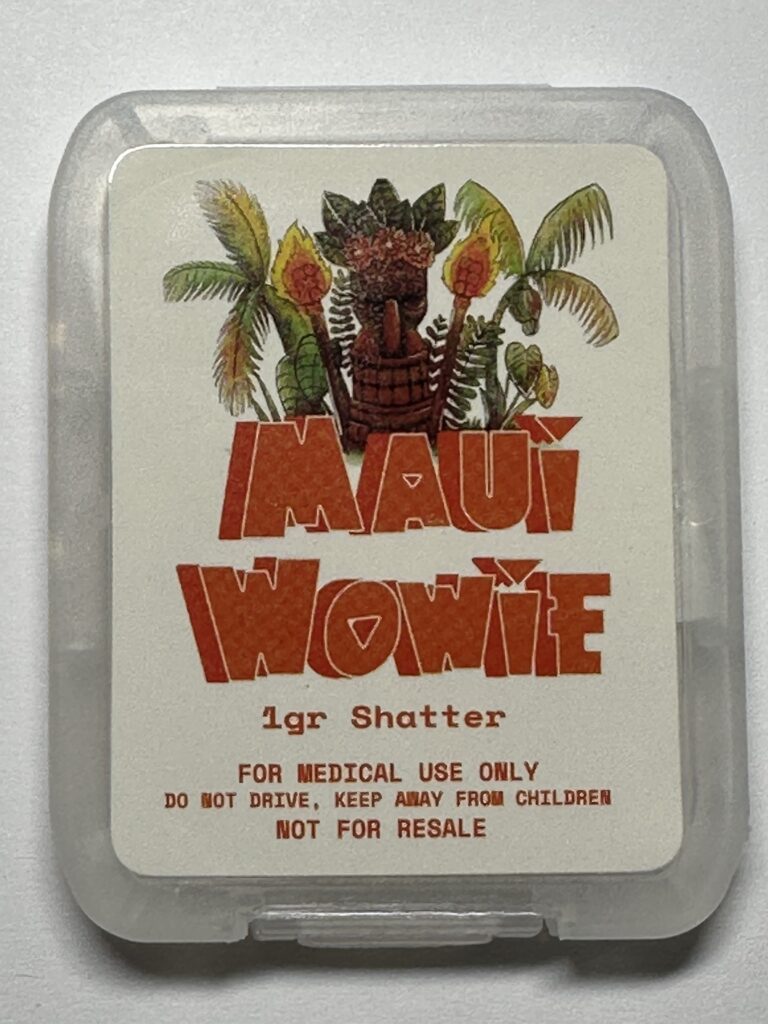 MAUI
WOWIE
1gr Shatter
FOR MEDICAL USE ONLY
DO NOT DRIVE, KEEP AWAY FROM CHILDREN
NOT FOR RESALE